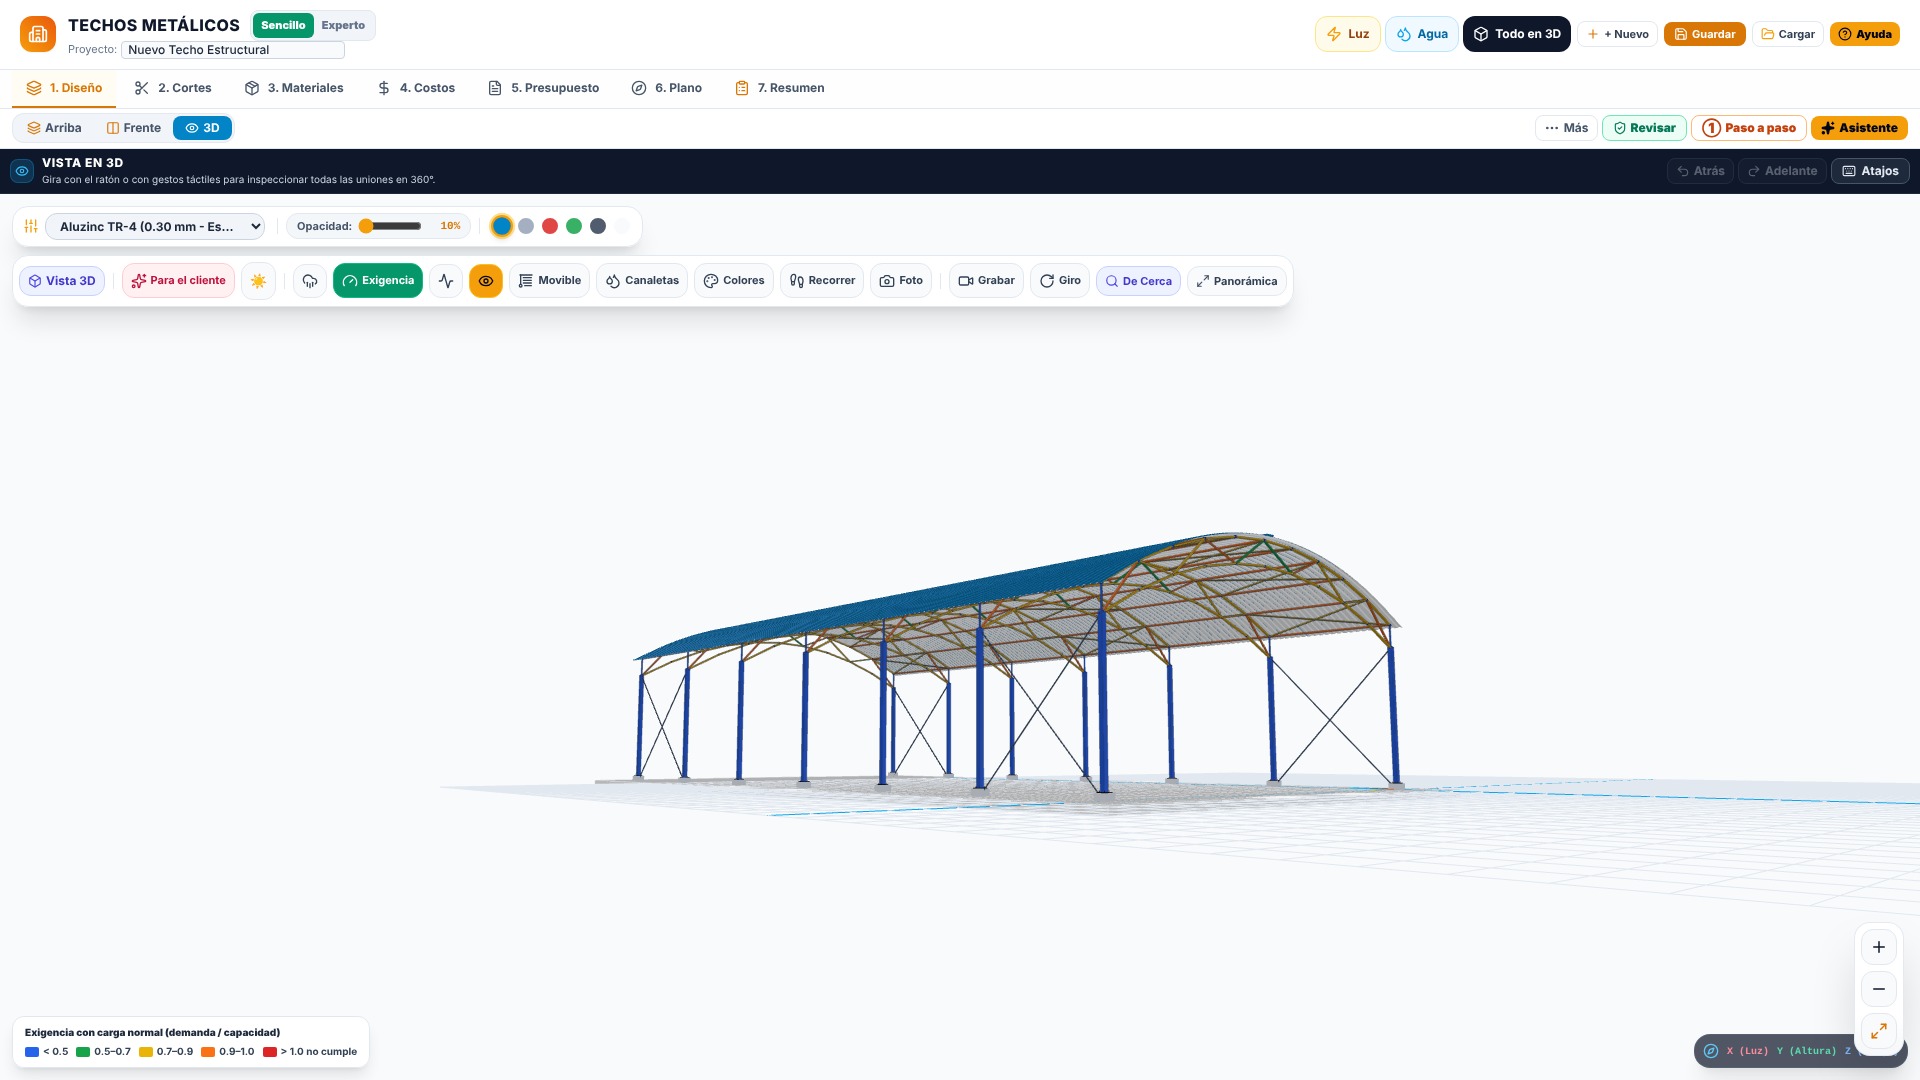 TECHOS METÁLICOS
Sencillo
Experto
Proyecto:
Nuevo Techo Estructural
Luz
Agua
Todo en 3D
+ Nuevo
Guardar
Cargar
Ayuda
1. Diseño
2. Cortes
3. Materiales
4. Costos
5. Presupuesto
6. Plano
7. Resumen
Arriba
Frente
3D
Más
Revisar
1 Paso a paso
Asistente
VISTA EN 3D
Gira con el ratón o con gestos táctiles para inspeccionar todas las uniones en 360°.
Atrás
Adelante
Atajos
Aluzinc TR-4 (0.30 mm - Es...
Opacidad:
10%
Vista 3D
Para el cliente
Exigencia
Movible
Canaletas
Colores
Recorrer
Foto
Grabar
Giro
De Cerca
Panorámica
Exigencia con carga normal (demanda / capacidad)
< 0.5
0.5–0.7
0.7–0.9
0.9–1.0
> 1.0 no cumple
X (Luz) Y (Altura) Z